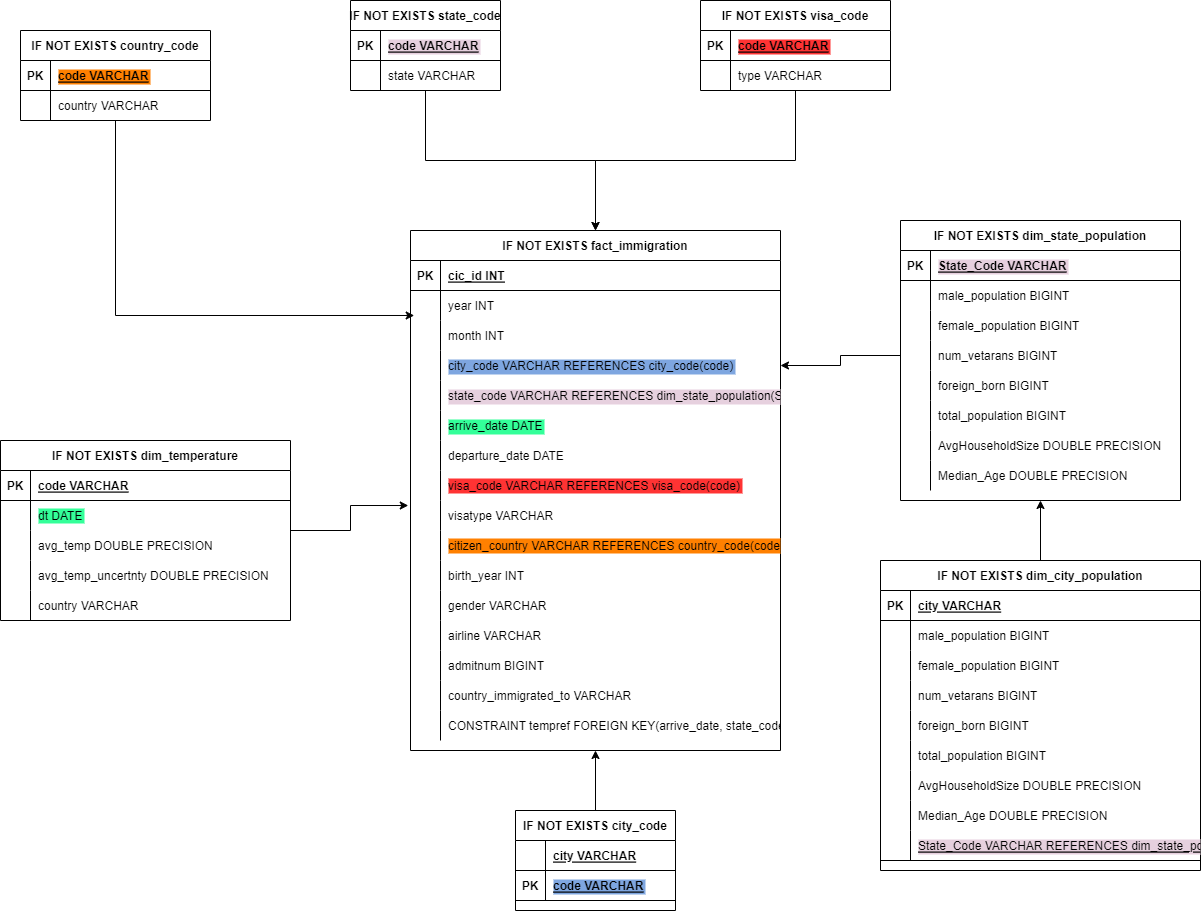 IF NOT EXISTS country_code
PK code VARCHAR
country VARCHAR
IF NOT EXISTS state_code
PK code VARCHAR
state VARCHAR
IF NOT EXISTS visa_code
PK code VARCHAR
type VARCHAR
IF NOT EXISTS fact_immigration
PK cic_id INT
year INT
month INT
city_code VARCHAR REFERENCES city_code(code)
state_code VARCHAR REFERENCES dim_state_population(S
arrive_date DATE
departure_date DATE
visa_code VARCHAR REFERENCES visa_code(code)
visatype VARCHAR
citizen_country VARCHAR REFERENCES country_code(code
birth_year INT
gender VARCHAR
airline VARCHAR
admitnum BIGINT
country_immigrated_to VARCHAR
CONSTRAINT tempref FOREIGN KEY(arrive_date, state_code
IF NOT EXISTS dim_state_population
PK State_Code VARCHAR
male_population BIGINT
female_population BIGINT
num_vetarans BIGINT
foreign_born BIGINT
total_population BIGINT
AvgHouseholdSize DOUBLE PRECISION
Median_Age DOUBLE PRECISION
IF NOT EXISTS dim_temperature
PK code VARCHAR
dt DATE
avg_temp DOUBLE PRECISION
avg_temp_uncertnty DOUBLE PRECISION
country VARCHAR
IF NOT EXISTS dim_city_population
PK city VARCHAR
male_population BIGINT
female_population BIGINT
num_vetarans BIGINT
foreign_born BIGINT
total_population BIGINT
AvgHouseholdSize DOUBLE PRECISION
Median_Age DOUBLE PRECISION
State_Code VARCHAR REFERENCES dim_state_po
IF NOT EXISTS city_code
city VARCHAR
PK code VARCHAR